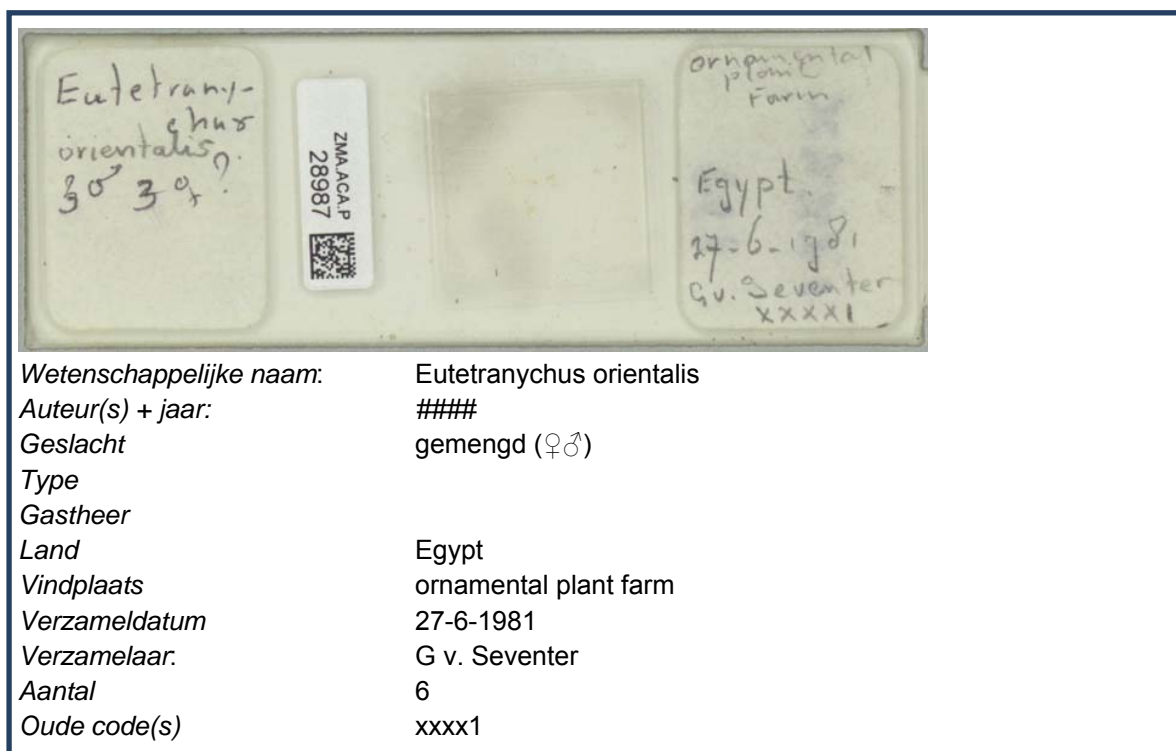 Eutetrany-
chus
orientalis?
3♂ 3♀?
ZMA.ACA.P
28987
ornamental
plant
Farm
Egypt.
27-6-1981
G v. Seventer
XXXX1
Wetenschappelijke naam: Eutetranychus orientalis
Auteur(s) + jaar: ####
Geslacht gemengd (♀♂)
Type
Gastheer
Land Egypt
Vindplaats ornamental plant farm
Verzameldatum 27-6-1981
Verzamelaar: G v. Seventer
Aantal 6
Oude code(s) xxxx1